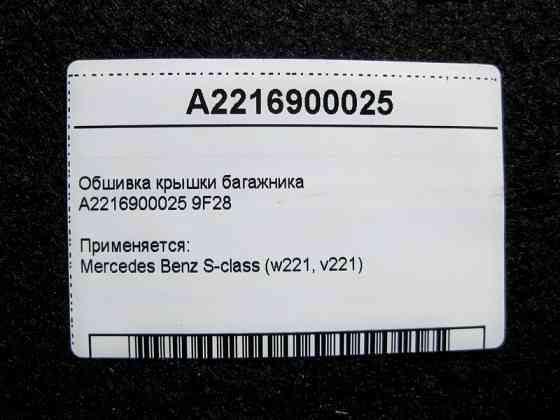 A2216900025
Обшивка крышки багажника
A2216900025 9F28
Применяется:
Mercedes Benz S-class (w221, v221)